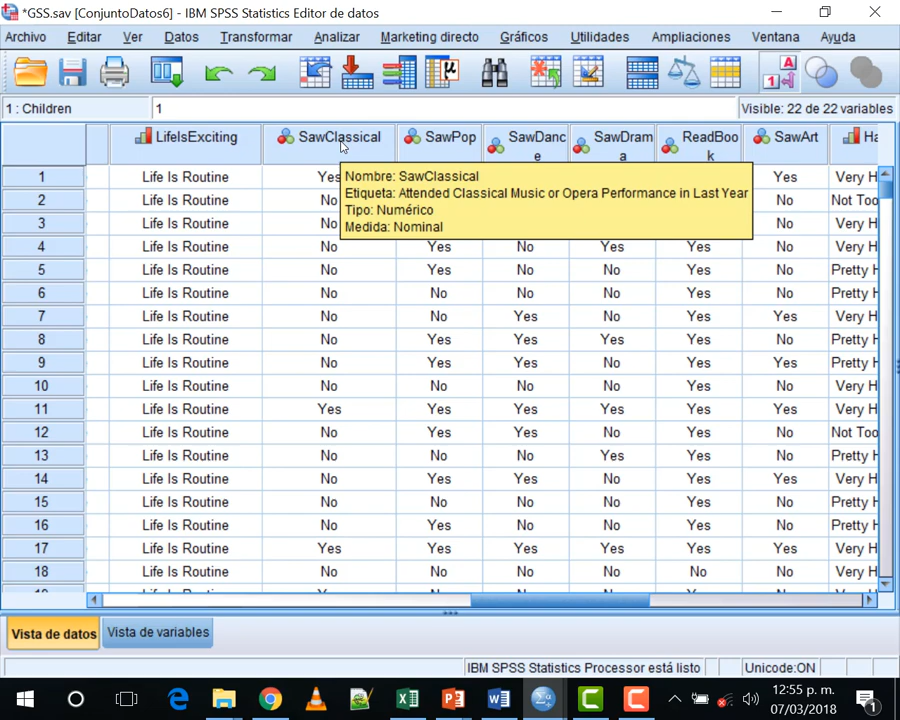 *GSS.sav [ConjuntoDatos6] - IBM SPSS Statistics Editor de datos
Archivo Editar Ver Datos Transformar Analizar Marketing directo Gráficos Utilidades Ampliaciones Ventana Ayuda
1 : Children 1 Visible: 22 de 22 variables
LifeIsExciting SawClassical SawPop SawDance SawDrama ReadBook SawArt Ha
Nombre: SawClassical
Etiqueta: Attended Classical Music or Opera Performance in Last Year
Tipo: Numérico
Medida: Nominal
1 Life Is Routine Yes Yes Very H
2 Life Is Routine No No Not Too
3 Life Is Routine No No Very H
4 Life Is Routine No Yes No Yes Yes No Very H
5 Life Is Routine No Yes No No Yes No Pretty H
6 Life Is Routine No No No No Yes No Pretty H
7 Life Is Routine No No Yes No Yes Yes Pretty H
8 Life Is Routine No Yes Yes Yes Yes No Pretty H
9 Life Is Routine No Yes Yes No Yes Yes Pretty H
10 Life Is Routine No No No No Yes No Very H
11 Life Is Routine Yes Yes Yes Yes Yes Yes Very H
12 Life Is Routine No Yes Yes No Yes No Not Too
13 Life Is Routine No No No Yes Yes No Pretty H
14 Life Is Routine No Yes Yes No Yes Yes Very H
15 Life Is Routine No No No No Yes No Pretty H
16 Life Is Routine No Yes No No Yes No Pretty H
17 Life Is Routine Yes Yes Yes Yes Yes Yes Very H
18 Life Is Routine No No No No No No Very H
Vista de datos Vista de variables
IBM SPSS Statistics Processor está listo Unicode:ON
12:55 p. m.
07/03/2018
1